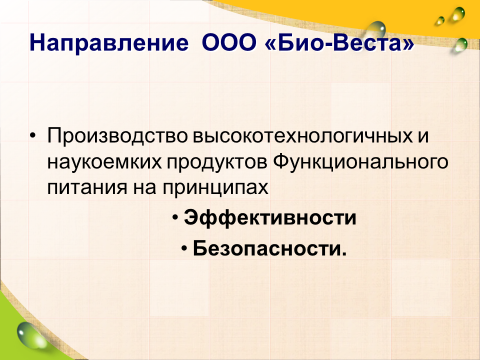 Направление ООО «Био-Веста»
• Производство высокотехнологичных и
наукоемких продуктов Функционального
питания на принципах
• Эффективности
• Безопасности.